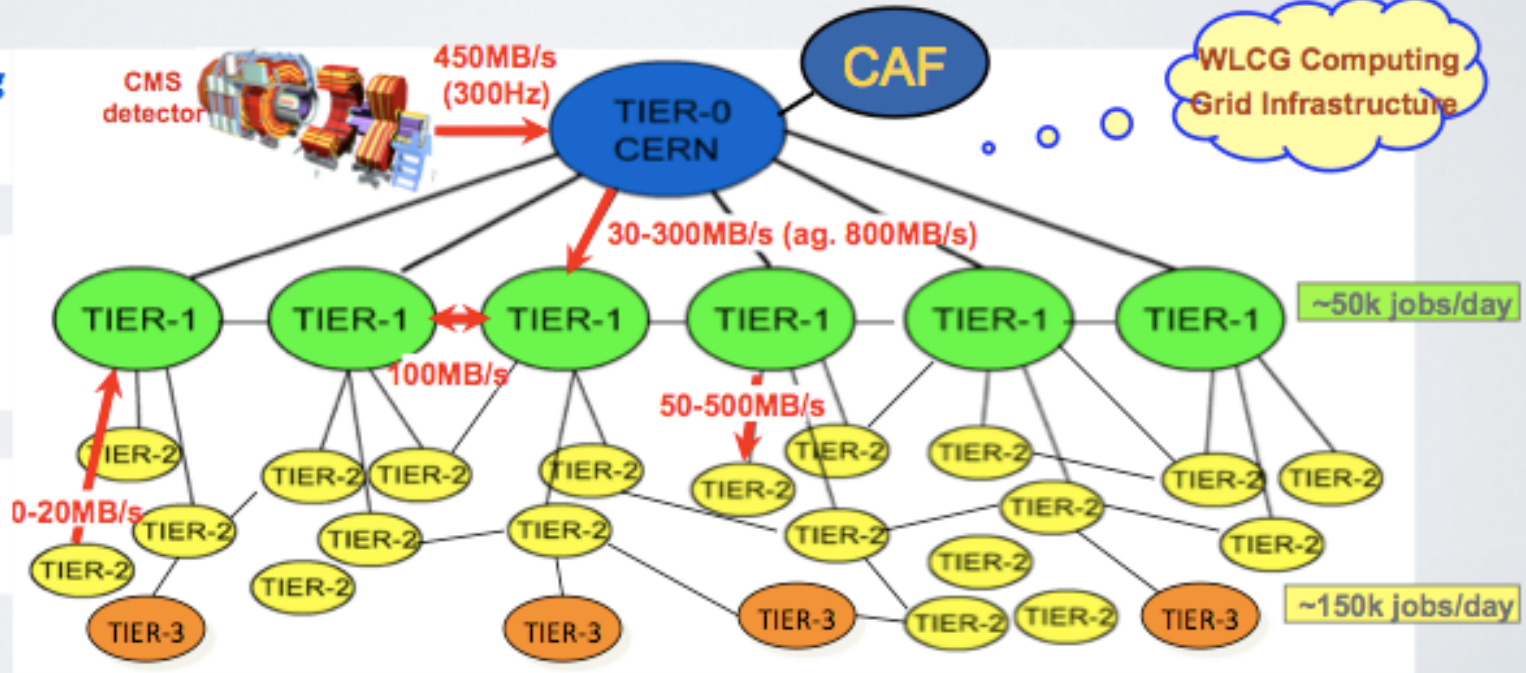 g
CMS
detector
450MB/s
(300Hz)
TIER-0
CERN
CAF
WLCG Computing
Grid Infrastructure
30-300MB/s (ag. 800MB/s)
TIER-1
TIER-1
TIER-1
TIER-1
TIER-1
TIER-1
~50k jobs/day
100MB/s
50-500MB/s
TIER-2
TIER-2
TIER-2
TIER-2
TIER-2
TIER-2
TIER-2
TIER-2
TIER-2
0-20MB/s
TIER-2
TIER-2
TIER-2
TIER-2
TIER-2
TIER-2
TIER-2
TIER-2
TIER-2
TIER-3
TIER-3
TIER-3
TIER-2
TIER-2
TIER-3
~150k jobs/day